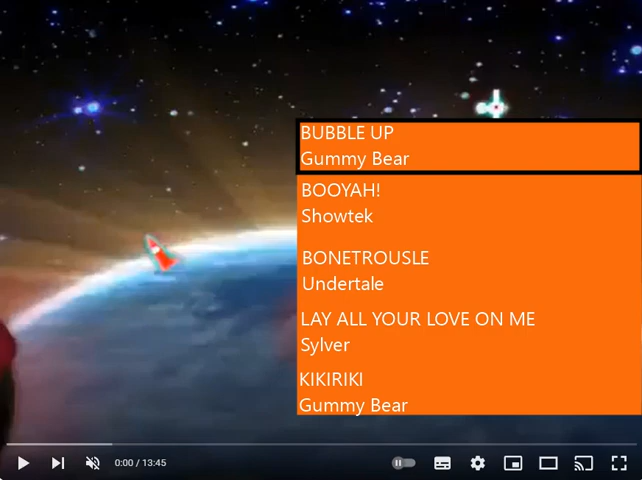 BUBBLE UP
Gummy Bear
BOOYAH!
Showtek
BONETROUSLE
Undertale
LAY ALL YOUR LOVE ON ME
Sylver
KIKIRIKI
Gummy Bear
0:00 / 13:45